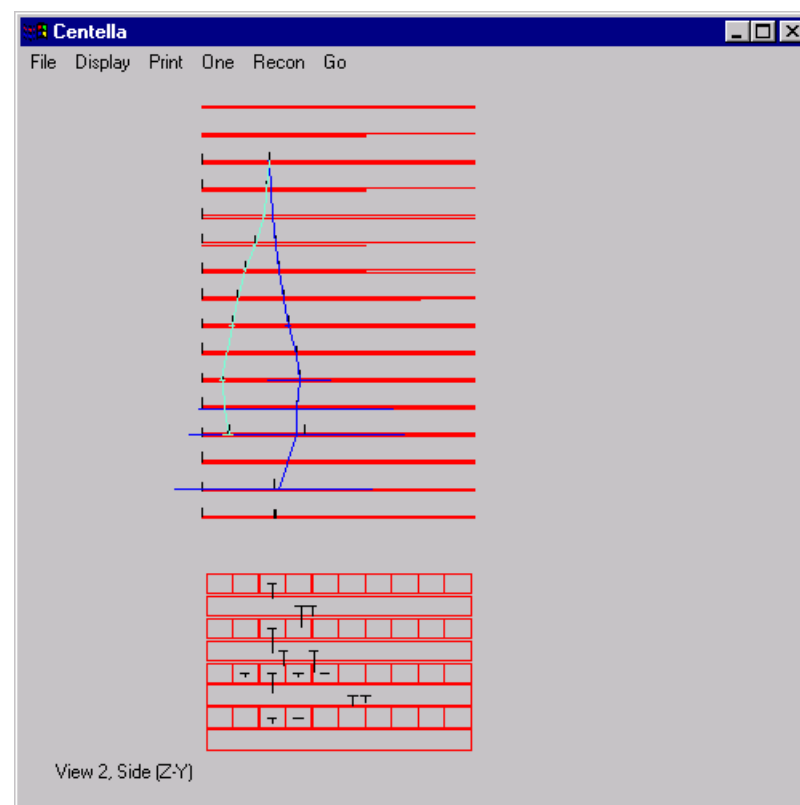 Centella
File Display Print One Recon Go
View 2, Side (Z-Y)